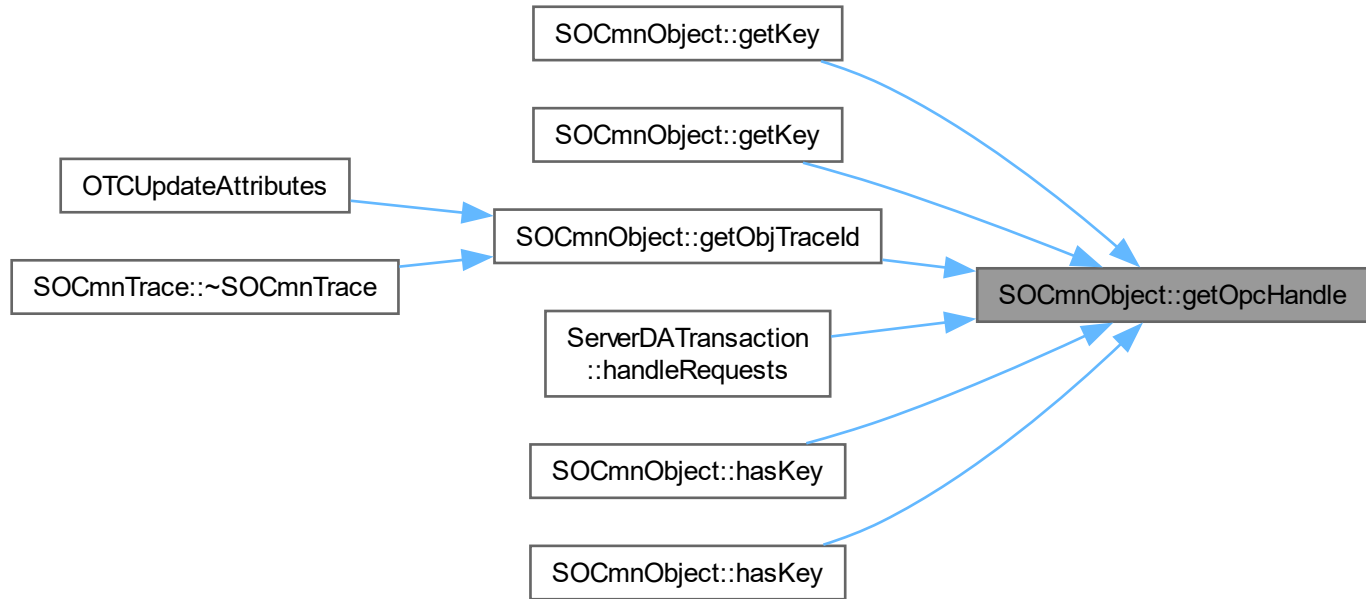 SOCmnObject::getKey
SOCmnObject::getKey
OTCUpdateAttributes
SOCmnObject::getObjTraceId
SOCmnTrace::~SOCmnTrace
SOCmnObject::getOpcHandle
ServerDATransaction
::handleRequests
SOCmnObject::hasKey
SOCmnObject::hasKey